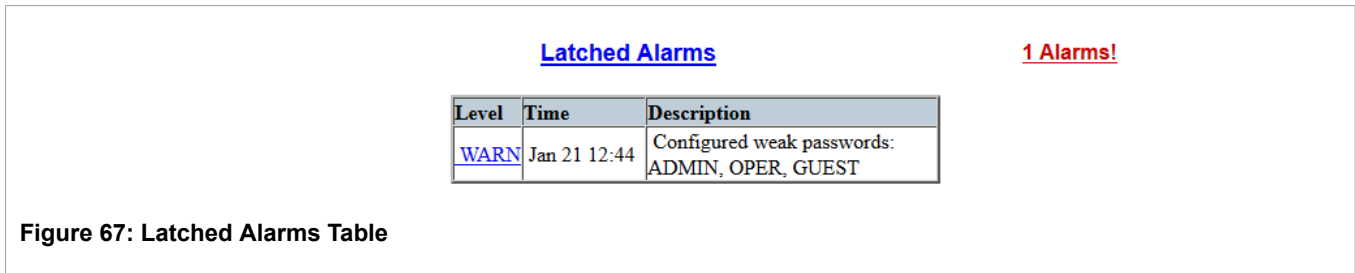 Latched Alarms 1 Alarms!
Level Time Description
WARN Jan 21 12:44 Configured weak passwords:
ADMIN, OPER, GUEST
Figure 67: Latched Alarms Table